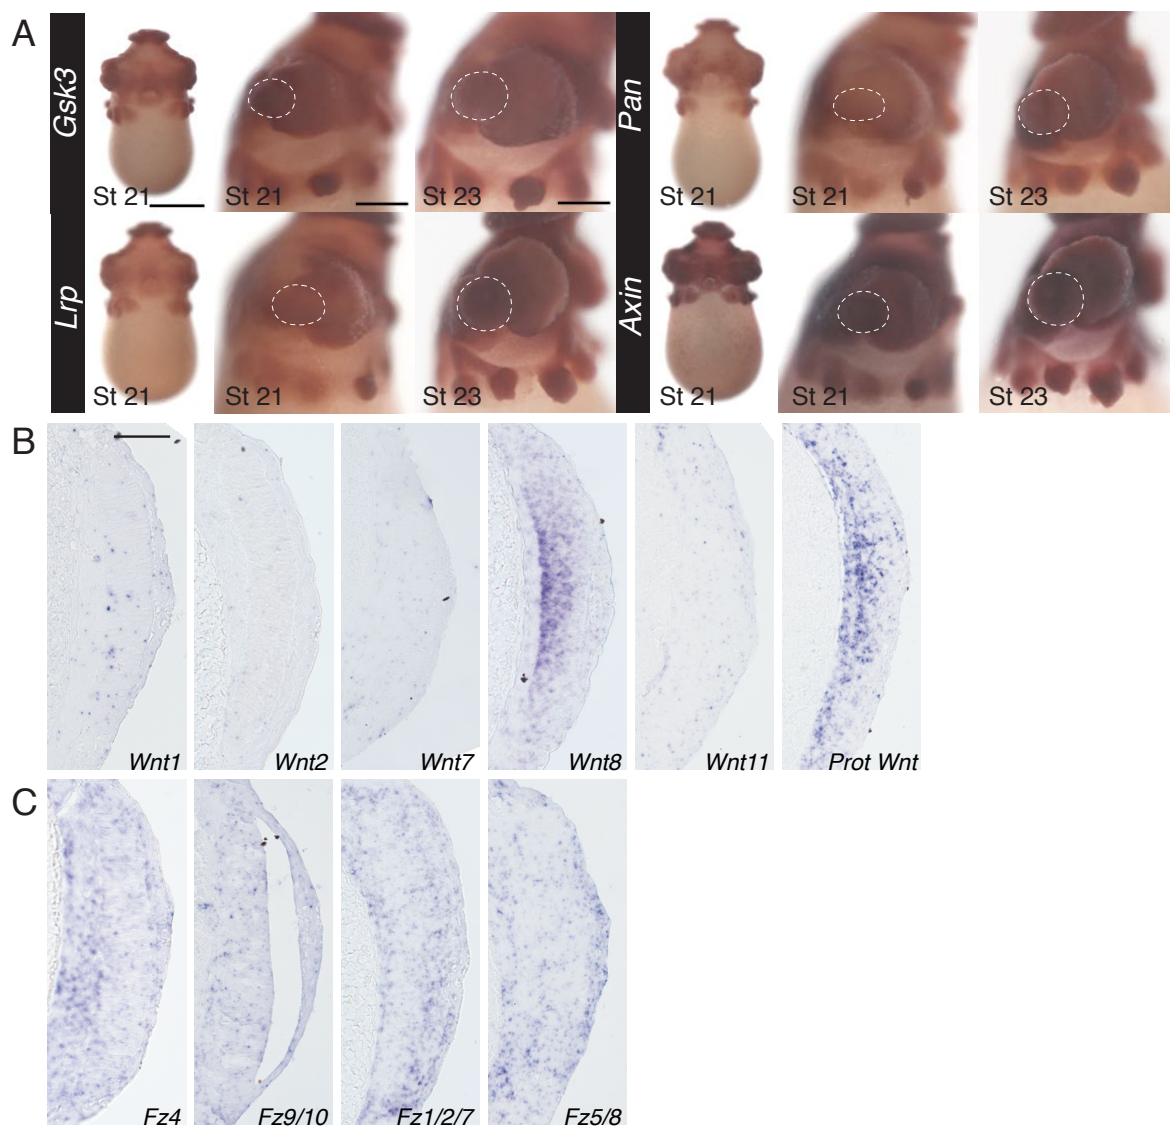 A
Gsk3
St 21
St 21
St 23
Pan
St 21
St 21
St 23
Lrp
St 21
St 21
St 23
Axin
St 21
St 21
St 23
B
Wnt1
Wnt2
Wnt7
Wnt8
Wnt11
Prot Wnt
C
Fz4
Fz9/10
Fz1/2/7
Fz5/8